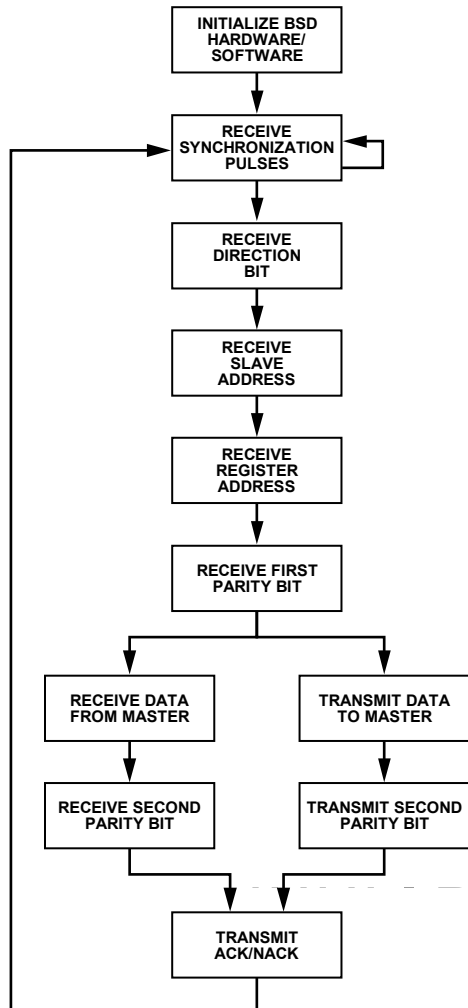 INITIALIZE BSD
HARDWARE/
SOFTWARE
RECEIVE
SYNCHRONIZATION
PULSES
RECEIVE
DIRECTION
BIT
RECEIVE
SLAVE
ADDRESS
RECEIVE
REGISTER
ADDRESS
RECEIVE FIRST
PARITY BIT
RECEIVE DATA
FROM MASTER
TRANSMIT DATA
TO MASTER
RECEIVE SECOND
PARITY BIT
TRANSMIT SECOND
PARITY BIT
TRANSMIT
ACK/NACK